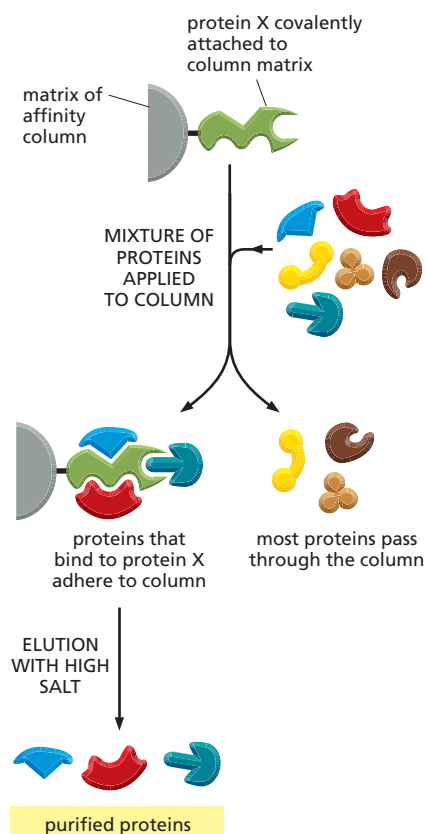 protein X covalently
attached to
column matrix
matrix of
affinity
column
MIXTURE OF
PROTEINS
APPLIED
TO COLUMN
proteins that
bind to protein X
adhere to column
most proteins pass
through the column
ELUTION
WITH HIGH
SALT
purified proteins